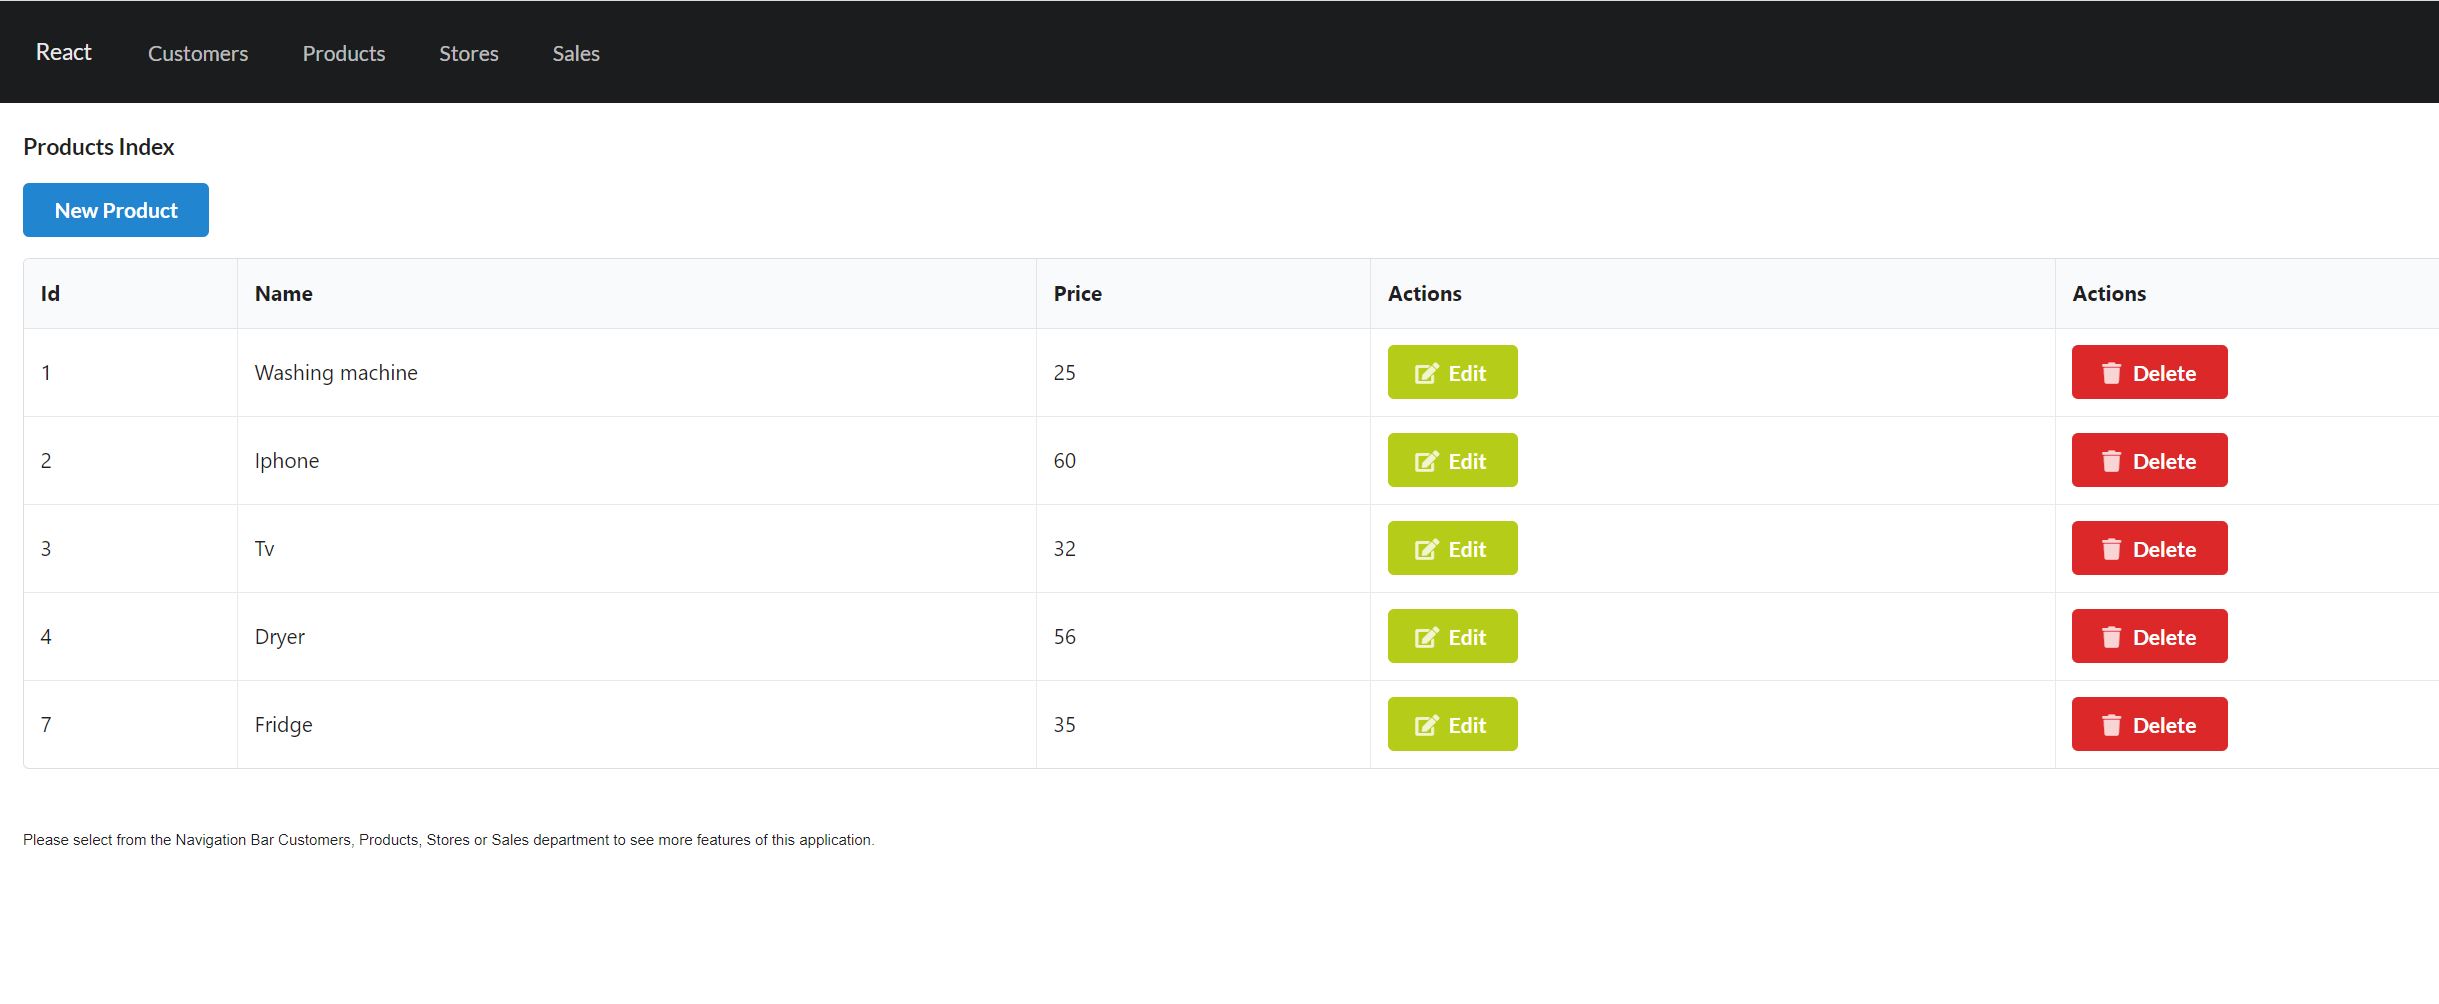 React Customers Products Stores Sales
Products Index
New Product
Id Name Price Actions Actions
1 Washing machine 25 Edit Delete
2 Iphone 60 Edit Delete
3 Tv 32 Edit Delete
4 Dryer 56 Edit Delete
7 Fridge 35 Edit Delete
Please select from the Navigation Bar Customers, Products, Stores or Sales department to see more features of this application.